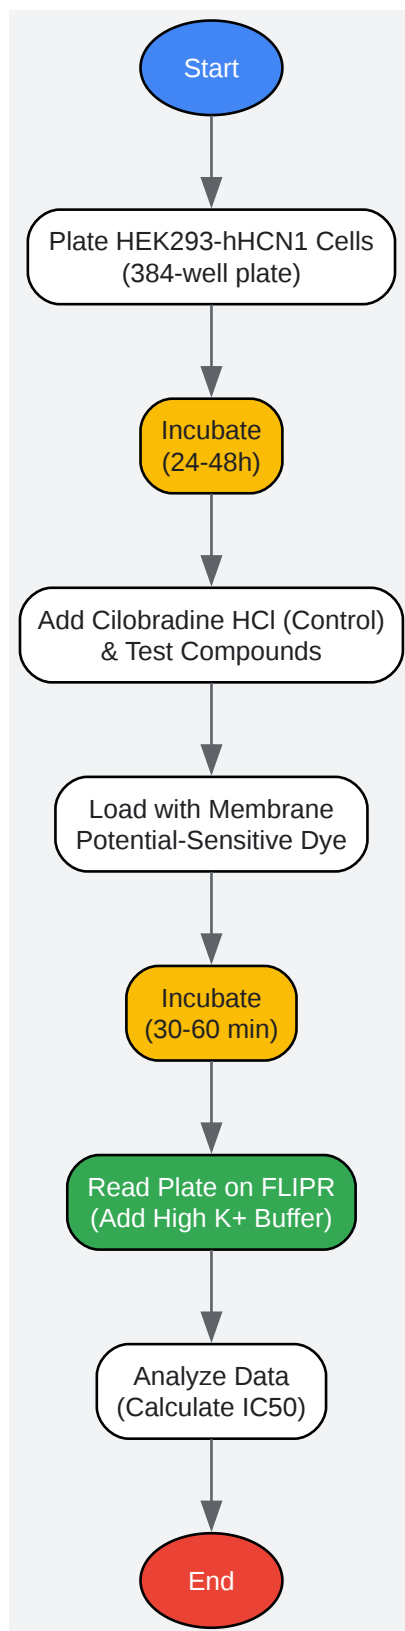 Start
Plate HEK293-hHCN1 Cells
(384-well plate)
Incubate
(24-48h)
Add Cilobradine HCl (Control)
& Test Compounds
Load with Membrane
Potential-Sensitive Dye
Incubate
(30-60 min)
Read Plate on FLIPR
(Add High K+ Buffer)
Analyze Data
(Calculate IC50)
End